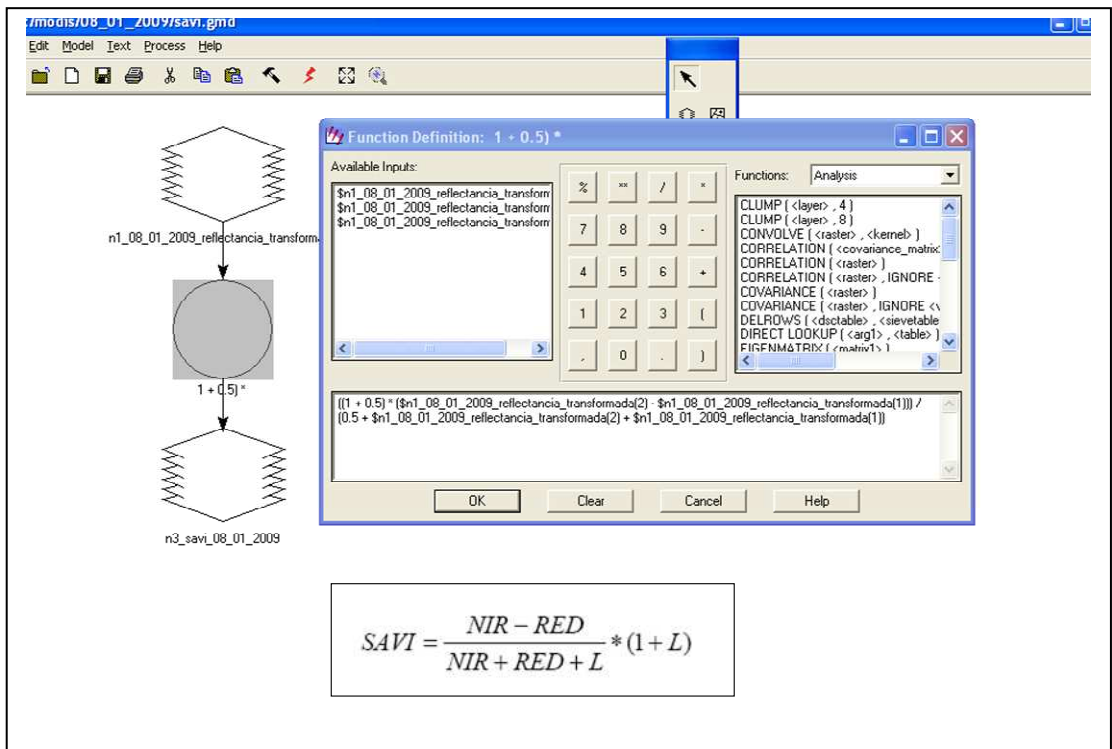 /modis/08_01_2009/savi.gmd
Edit Model Text Process Help
Function Definition: 1 + 0.5) *
Available Inputs:
$n1_08_01_2009_reflectancia_transform
$n1_08_01_2009_reflectancia_transform
$n1_08_01_2009_reflectancia_transform
% ** / *
7 8 9 -
4 5 6 +
1 2 3 (
, 0 . )
Functions: Analysis
CLUMP ( <layer> , 4 )
CLUMP ( <layer> , 8 )
CONVOLVE ( <raster> , <kernel> )
CORRELATION ( <covariance_matrix
CORRELATION ( <raster> )
CORRELATION ( <raster> , IGNORE <
COVARIANCE ( <raster> )
COVARIANCE ( <raster> , IGNORE <v
DELROWS ( <dsctable> , <sievetable
DIRECT LOOKUP ( <arg1> , <table> )
EIGENMATRIX ( <matrix1> )
((1 + 0.5) * ($n1_08_01_2009_reflectancia_transformada(2) - $n1_08_01_2009_reflectancia_transformada(1))) /
(0.5 + $n1_08_01_2009_reflectancia_transformada(2) + $n1_08_01_2009_reflectancia_transformada(1))
OK Clear Cancel Help
n1_08_01_2009_reflectancia_transforma
1 + 0.5) *
n3_savi_08_01_2009
SAVI = (NIR − RED) / (NIR + RED + L) * (1 + L)